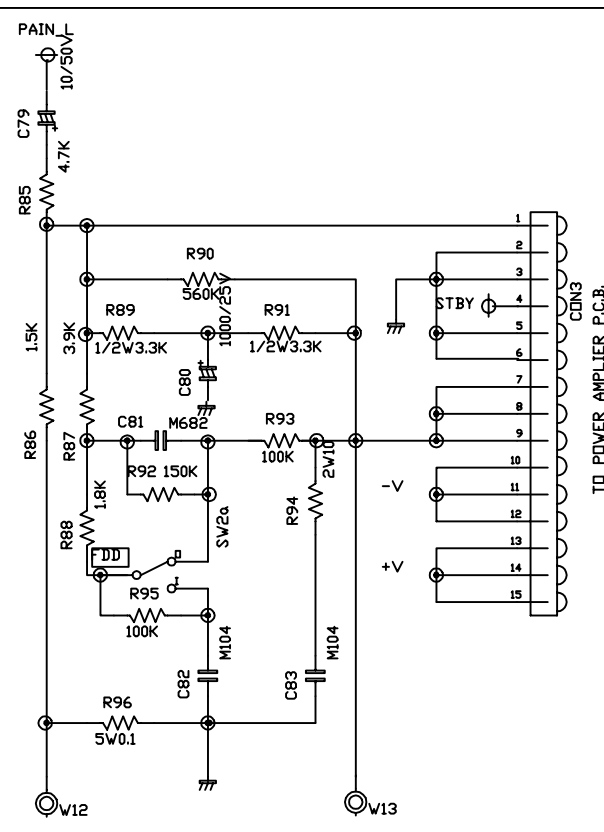 PAIN_L
10/50V
C79
4.7K
R85
1
R90
560K
2
3
STBY
4
CON3
TO POWER AMPLIER P.C.B.
R89
1/2W3.3K
1000/25
R91
1/2W3.3K
5
6
1.5K
3.9K
C80
7
8
R86
R87
C81
M682
R93
100K
9
2W10
R92 150K
10
-V
11
12
1.8K
R88
SW2a
R94
13
+V
14
15
DD
O
I
R95
100K
M104
C82
M104
C83
R96
5W0.1
W12
W13